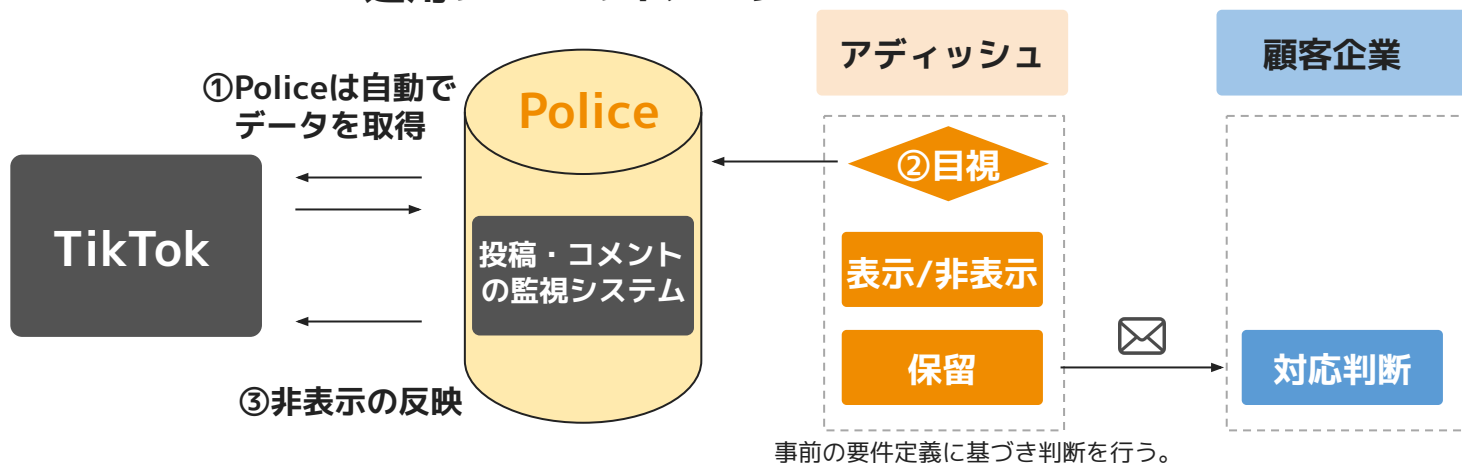 アディッシュ
顧客企業
①Policeは自動で
データを取得
Police
②目視
TikTok
投稿・コメント
の監視システム
表示/非表示
保留
対応判断
③非表示の反映
事前の要件定義に基づき判断を行う。